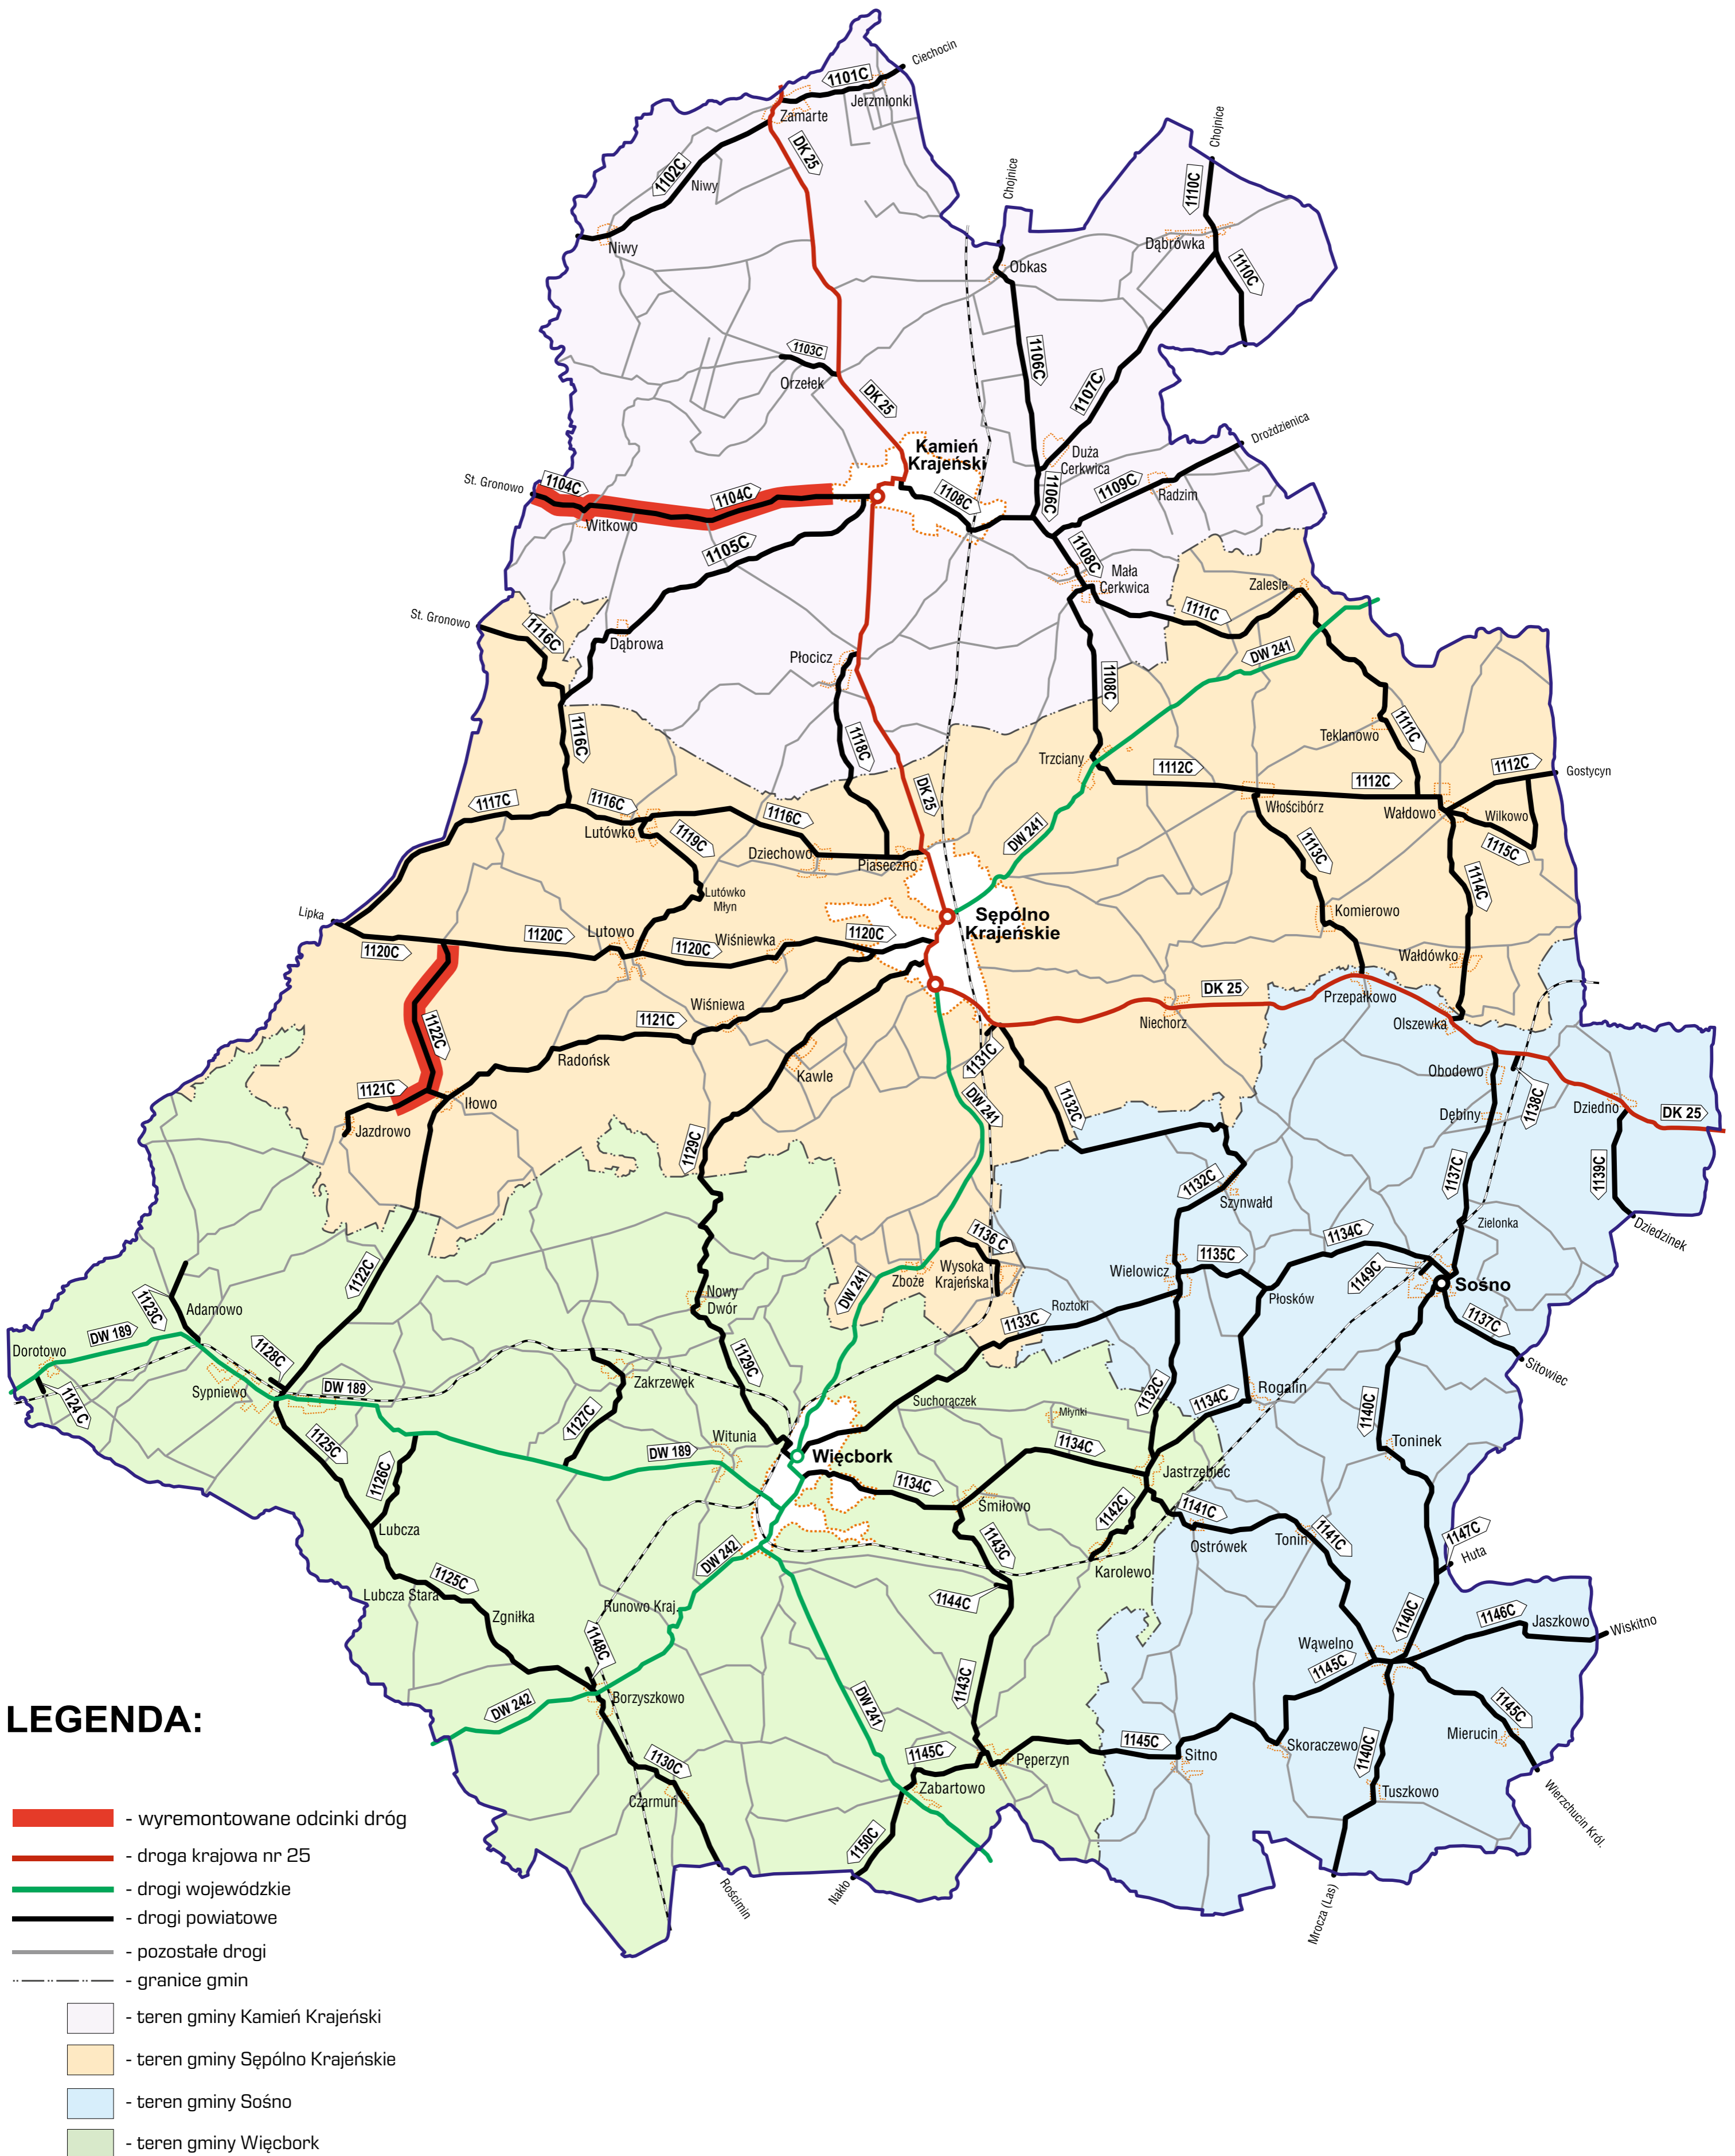 Ciechocin
1101C
Jerzmionki
Zamarte
DK 25
Chojnice
1102C
Niwy
Chojnice
1110C
Niwy
Dąbrówka
Obkas
1110C
1103C
Orzełek
1106C
DK 25
1107C
Kamień
Krajeński
Duża
Cerkwica
Drożdzienica
St. Gronowo
1104C
1104C
1108C
1106C
1109C
Radzim
Witkowo
1105C
1108C
Mała
Cerkwica
Zalesie
St. Gronowo
1116C
1111C
Dąbrowa
Płocicz
DW 241
1108C
1116C
1118C
Teklanowo
1111C
Trzciany
1112C
1112C
1112C
Gostycyn
DK 25
1117C
1116C
Lutówko
1116C
Włościbórz
Wałdowo
Wilkowo
1119C
Dziechowo
Piaseczno
DW 241
1113C
1115C
Lutówko
Młyn
1114C
Lipka
Sępólno
Krajeńskie
Komierowo
1120C
1120C
Lutowo
1120C
Wiśniewka
1120C
Wałdówko
DK 25
Przepałkowo
Wiśniewa
Niechorz
Olszewka
1122C
1121C
Radońsk
1131C
Kawle
Obodowo
1138C
1121C
Iłowo
DW 241
1132C
Dębiny
Dziedno
DK 25
Jazdrowo
1129C
1137C
1139C
1132C
Szynwałd
Zielonka
Dziedzinek
1136 C
1134C
1122C
Zboże
Wysoka
Krajeńska
Wielowicz
1135C
1149C
Sośno
1123C
Adamowo
Nowy
Dwór
DW 241
Roztoki
Płosków
1133C
1137C
DW 189
Dorotowo
1128C
1129C
Sitowiec
Sypniewo
DW 189
Zakrzewek
1124 C
Suchorączek
Młynki
1132C
1134C
Rogalin
1140C
1127C
1125C
Witunia
DW 189
Więcbork
1134C
Toninek
1126C
1134C
Jastrzębiec
Śmiłowo
1142C
1141C
Lubcza
1143C
Ostrówek
Tonin
1141C
1147C
Huta
DW 242
Karolewo
1125C
Lubcza Stara
1144C
Zgniłka
Runowo Kraj.
1140C
1146C
Jaszkowo
Wiskitno
1148C
Wąwelno
1145C
1143C
Borzyszkowo
DW 242
DW 241
1145C
Mierucin
LEGENDA:
1145C
Pęperzyn
1145C
Sitno
Skoraczewo
1140C
1130C
Czarmuń
Zabartowo
Tuszkowo
Wierzchucin Król.
1150C
Nakło
Rościmin
Mrocza (Las)
- wyremontowane odcinki dróg
- droga krajowa nr 25
- drogi wojewódzkie
- drogi powiatowe
- pozostałe drogi
- granice gmin
- teren gminy Kamień Krajeński
- teren gminy Sępólno Krajeńskie
- teren gminy Sośno
- teren gminy Więcbork